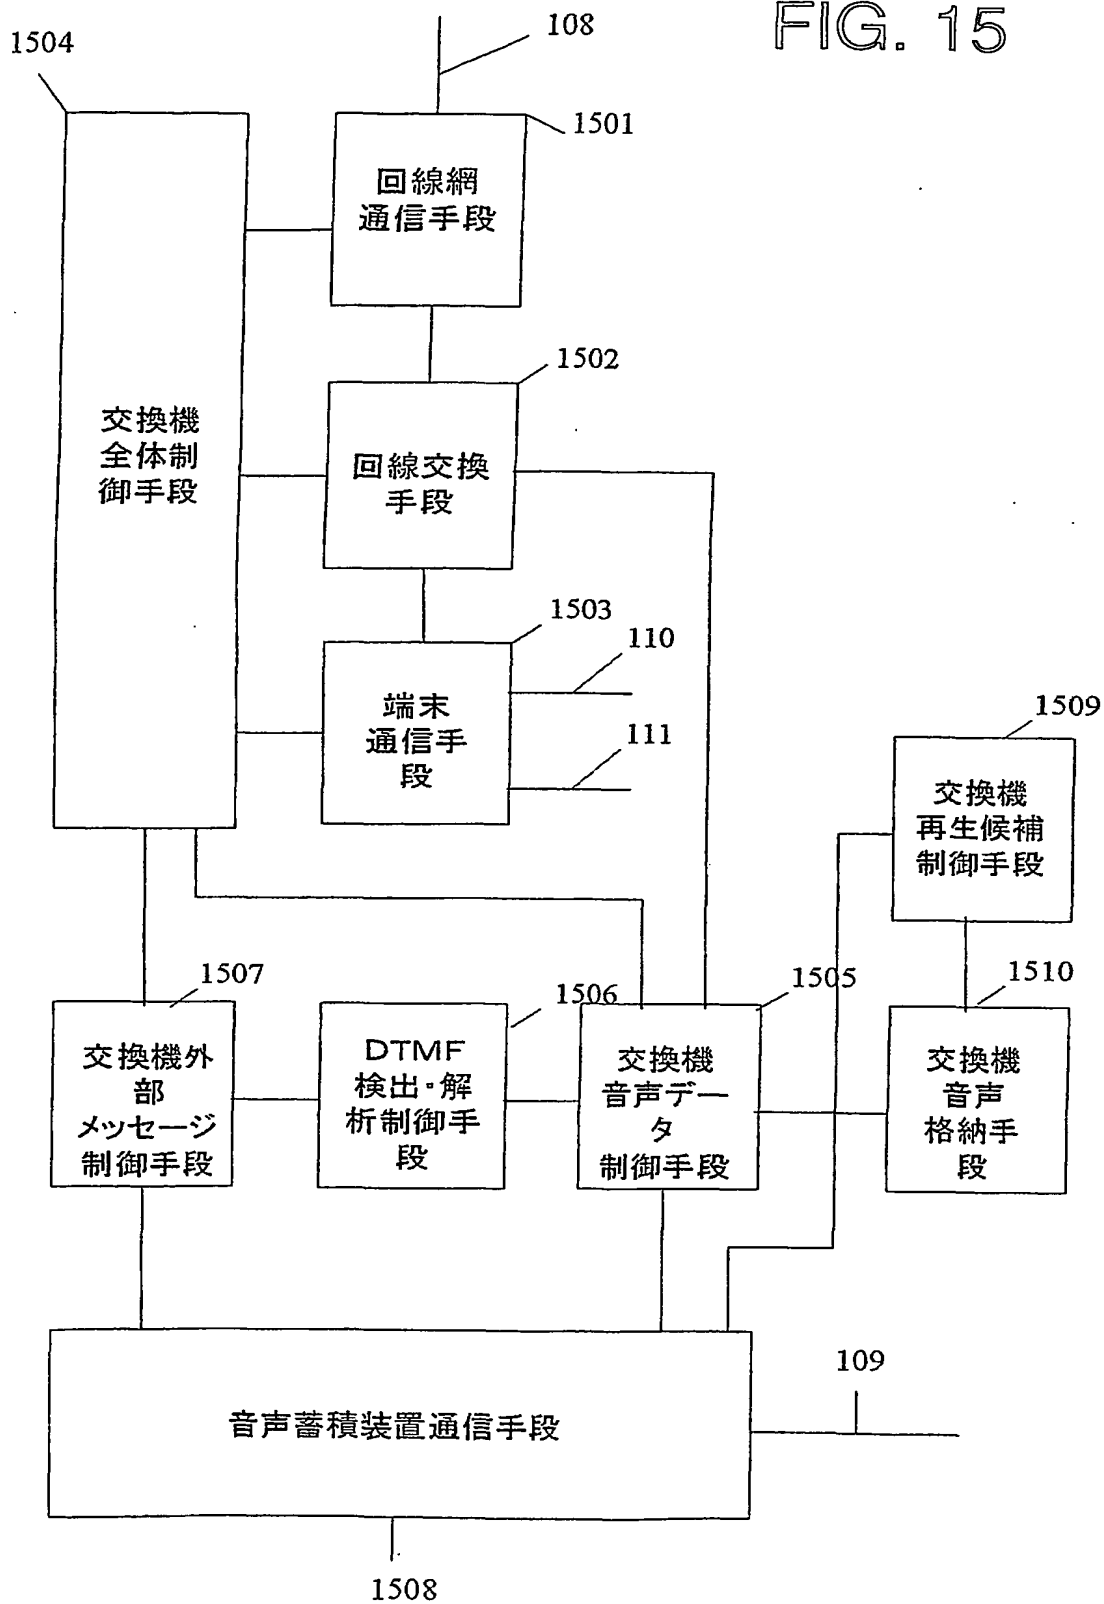 FIG. 15
108
1504
1501
回線網
通信手段
1502
交換機
全体制
御手段
回線交換
手段
1503
110
端末
通信手
段
111
1509
交換機
再生候補
制御手段
1507
1506
1505
1510
交換機外
部
メッセージ
制御手段
DTMF
検出・解
析制御手
段
交換機
音声デー
タ
制御手段
交換機
音声
格納手
段
109
音声蓄積装置通信手段
1508